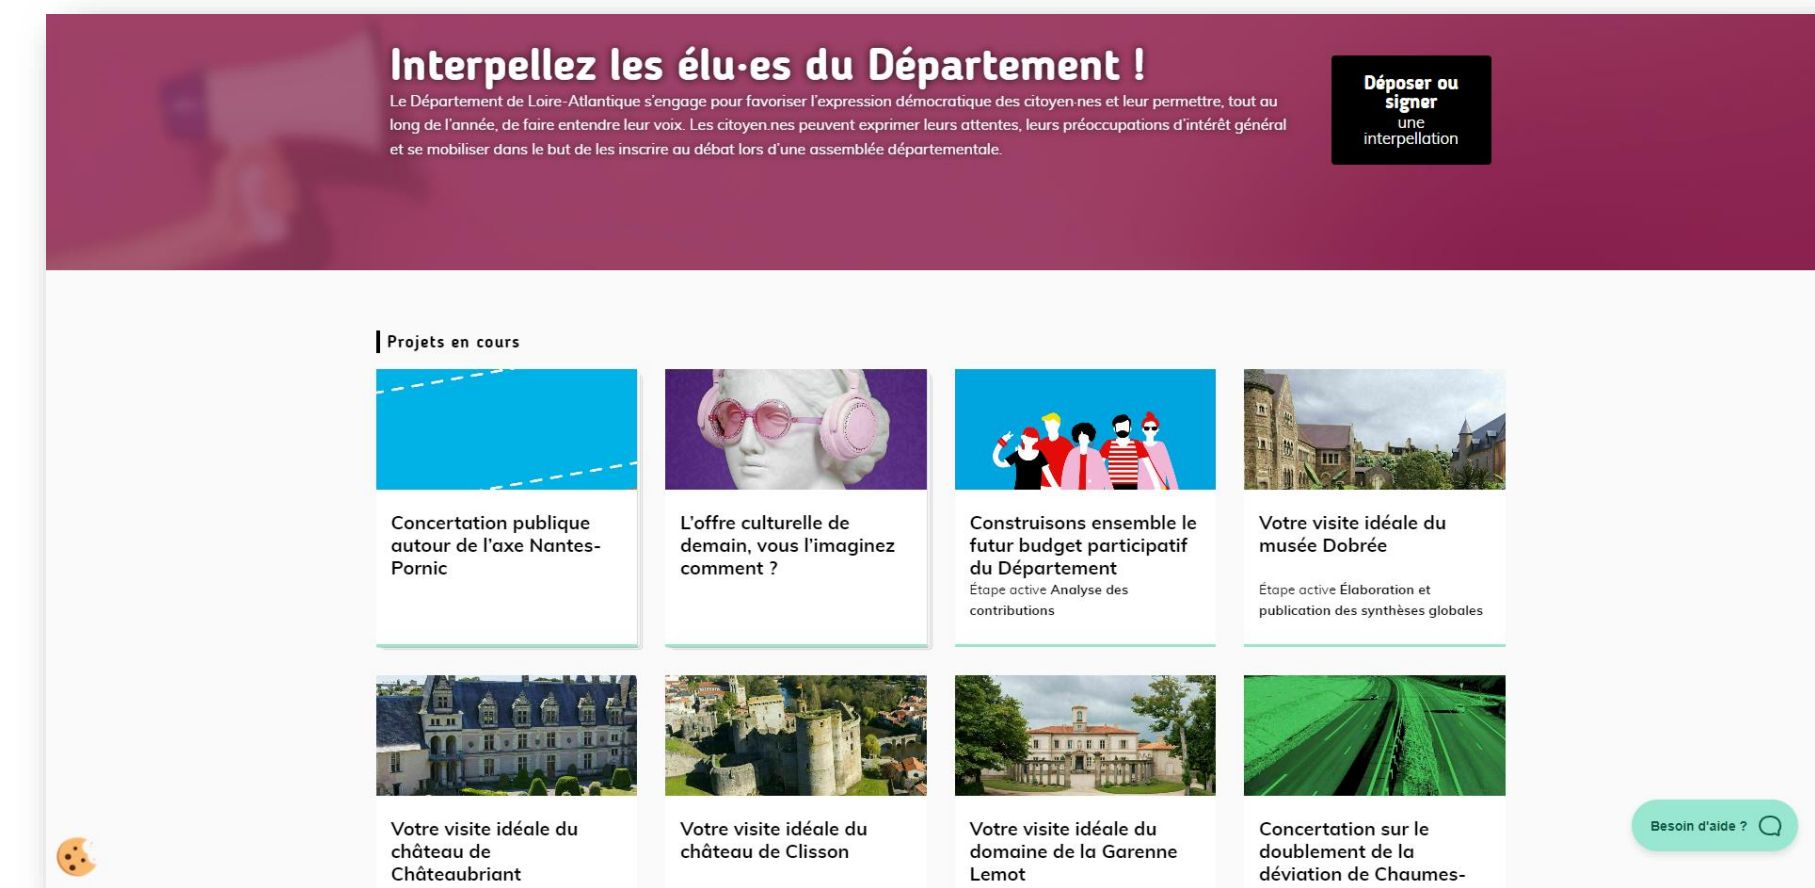 Interpellez les élu·es du Département !
Le Département de Loire-Atlantique s’engage pour favoriser l’expression démocratique des citoyen·nes et leur permettre, tout au
long de l’année, de faire entendre leur voix. Les citoyen.nes peuvent exprimer leurs attentes, leurs préoccupations d’intérêt général
et se mobiliser dans le but de les inscrire au débat lors d’une assemblée départementale.
Déposer ou
signer
une
interpellation
Projets en cours
Concertation publique
autour de l’axe Nantes-
Pornic
L’offre culturelle de
demain, vous l’imaginez
comment ?
Construisons ensemble le
futur budget participatif
du Département
Étape active Analyse des
contributions
Votre visite idéale du
musée Dobrée
Étape active Élaboration et
publication des synthèses globales
Votre visite idéale du
château de
Châteaubriant
Votre visite idéale du
château de Clisson
Votre visite idéale du
domaine de la Garenne
Lemot
Concertation sur le
doublement de la
déviation de Chaumes-
Besoin d'aide ?